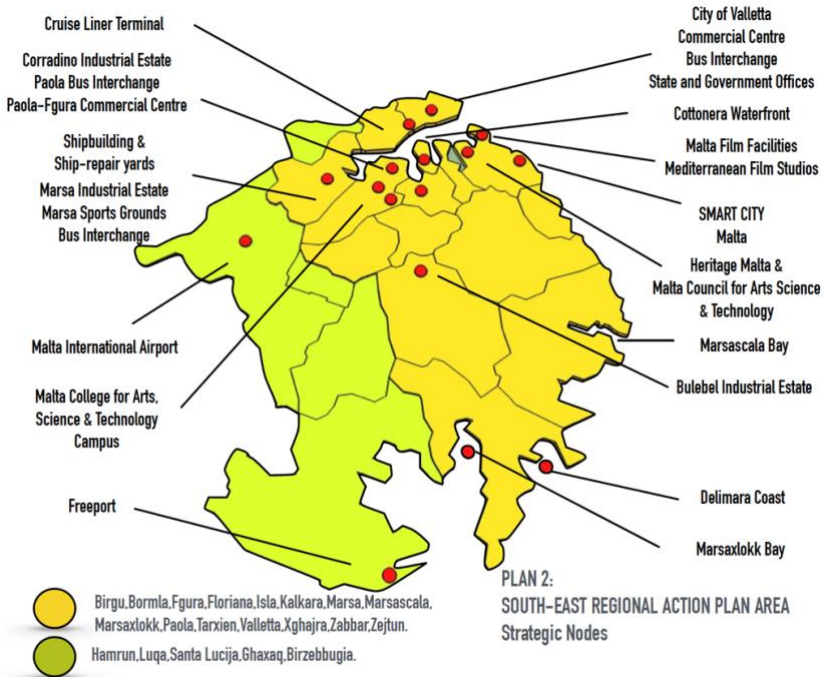 Cruise Liner Terminal
Corradino Industrial Estate
Paola Bus Interchange
Paola-Fgura Commercial Centre
Shipbuilding &
Ship-repair yards
Marsa Industrial Estate
Marsa Sports Grounds
Bus Interchange
Malta International Airport
Malta College for Arts,
Science & Technology
Campus
Freeport
City of Valletta
Commercial Centre
Bus Interchange
State and Government Offices
Cottonera Waterfront
Malta Film Facilities
Mediterranean Film Studios
SMART CITY
Malta
Heritage Malta &
Malta Council for Arts Science
& Technology
Marsascala Bay
Bulebel Industrial Estate
Delimara Coast
Marsaxlokk Bay
PLAN 2:
SOUTH-EAST REGIONAL ACTION PLAN AREA
Strategic Nodes
Birgu,Bormla,Fgura,Floriana,Isla,Kalkara,Marsa,Marsascala,
Marsaxlokk,Paola,Tarxien,Valletta,Xghajra,Zabbar,Zejtun.
Hamrun,Luqa,Santa Lucija,Ghaxaq,Birzebbugia.